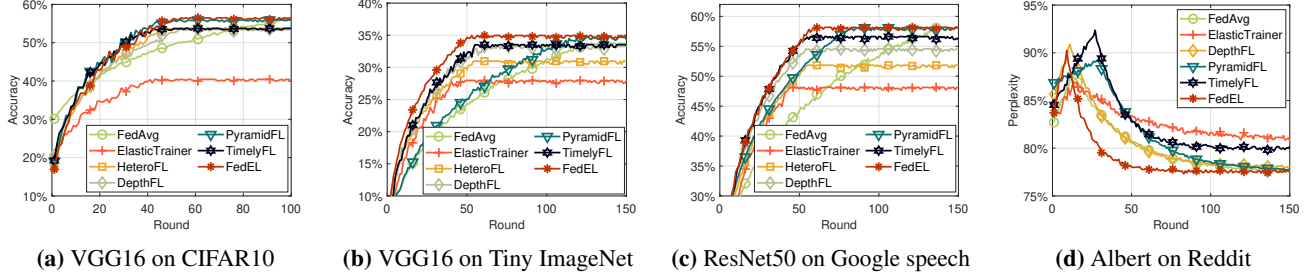 60%
50%
40%
30%
20%
10%
Accuracy
0 20 40 60 80 100
Round
FedAvg
ElasticTrainer
HeteroFL
DepthFL
PyramidFL
TimelyFL
FedEL
(a) VGG16 on CIFAR10
40%
35%
30%
25%
20%
15%
10%
Accuracy
0 50 100 150
Round
FedAvg
ElasticTrainer
HeteroFL
DepthFL
PyramidFL
TimelyFL
FedEL
(b) VGG16 on Tiny ImageNet
60%
55%
50%
45%
40%
35%
30%
Accuracy
0 50 100 150
Round
FedAvg
ElasticTrainer
HeteroFL
DepthFL
PyramidFL
TimelyFL
FedEL
(c) ResNet50 on Google speech
95%
90%
85%
80%
75%
Perplexity
0 50 100 150
Round
FedAvg
ElasticTrainer
DepthFL
PyramidFL
TimelyFL
FedEL
(d) Albert on Reddit